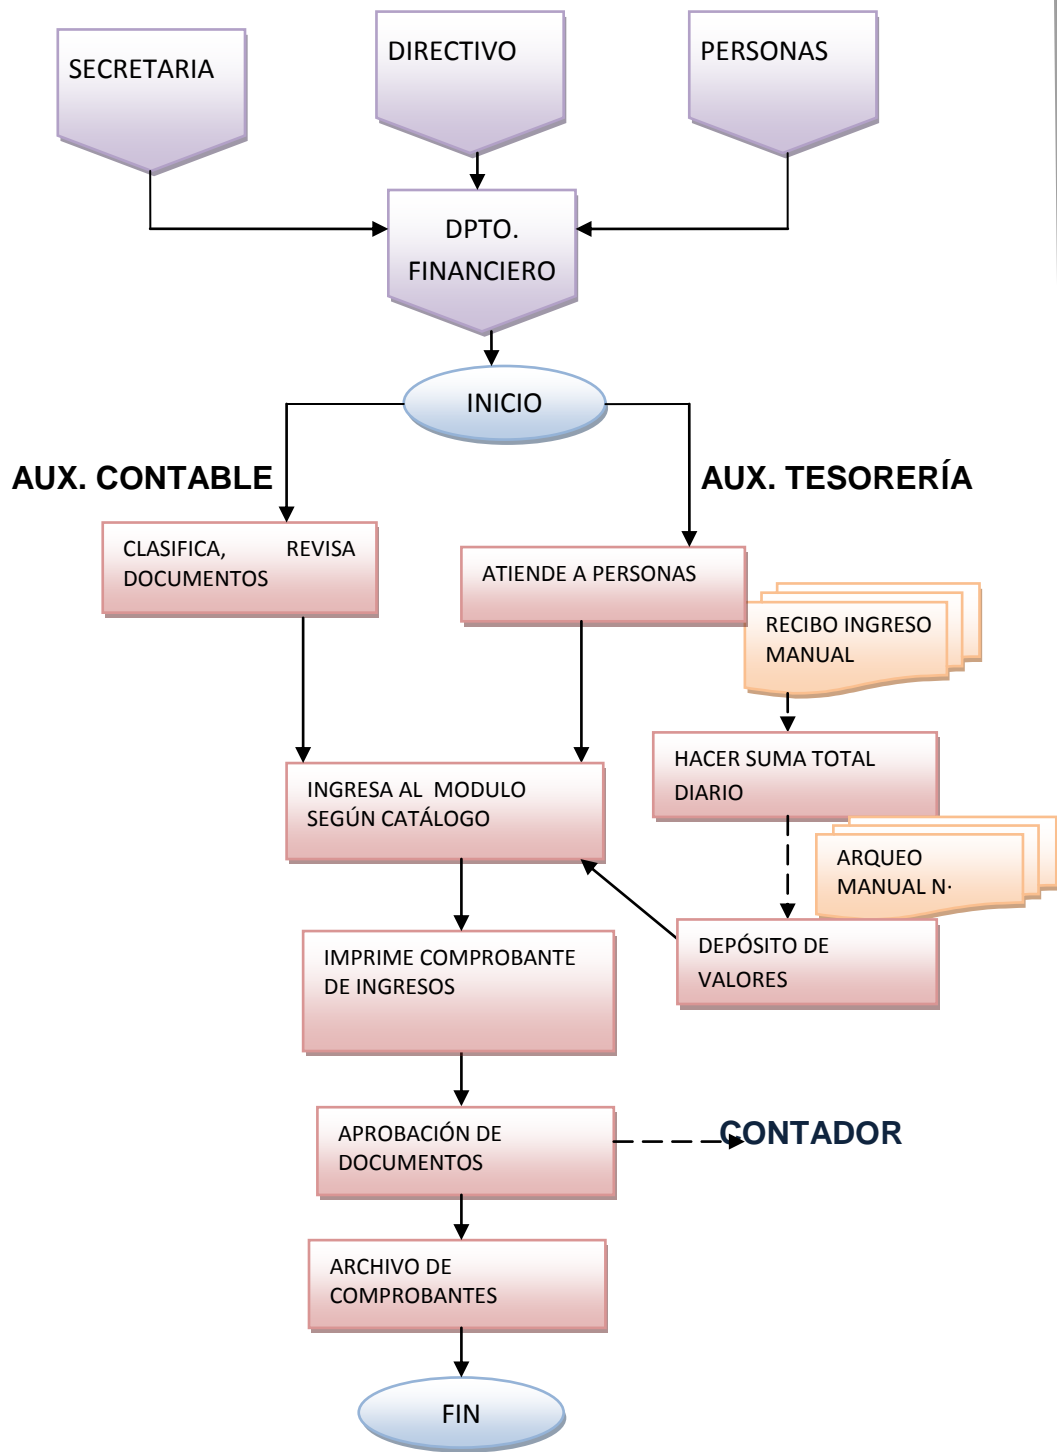 SECRETARIA
DIRECTIVO
PERSONAS
DPTO.
FINANCIERO
INICIO
AUX. CONTABLE
AUX. TESORERÍA
CLASIFICA, REVISA
DOCUMENTOS
ATIENDE A PERSONAS
RECIBO INGRESO
MANUAL
HACER SUMA TOTAL
DIARIO
INGRESA AL MODULO
SEGÚN CATÁLOGO
ARQUEO
MANUAL N·
DEPÓSITO DE
VALORES
IMPRIME COMPROBANTE
DE INGRESOS
APROBACIÓN DE
DOCUMENTOS
CONTADOR
ARCHIVO DE
COMPROBANTES
FIN